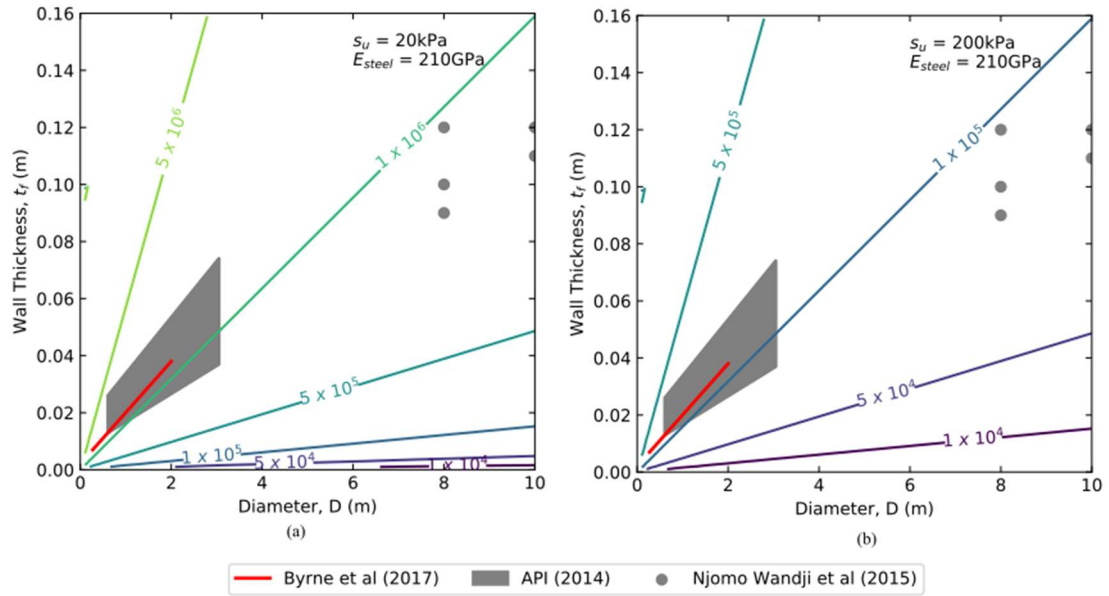 0.16
0.14
0.12
0.10
0.08
0.06
0.04
0.02
0.00
Wall Thickness, t_f (m)
s_u = 20kPa
E_steel = 210GPa
5 x 10^6
1 x 10^6
1
5 x 10^5
1 x 10^5
5 x 10^4
1 x 10^4
0 2 4 6 8 10
Diameter, D (m)
(a)
0.16
0.14
0.12
0.10
0.08
0.06
0.04
0.02
0.00
Wall Thickness, t_f (m)
s_u = 200kPa
E_steel = 210GPa
5 x 10^5
1 x 10^5
1
5 x 10^4
1 x 10^4
0 2 4 6 8 10
Diameter, D (m)
(b)
Byrne et al (2017) API (2014) Njomo Wandji et al (2015)